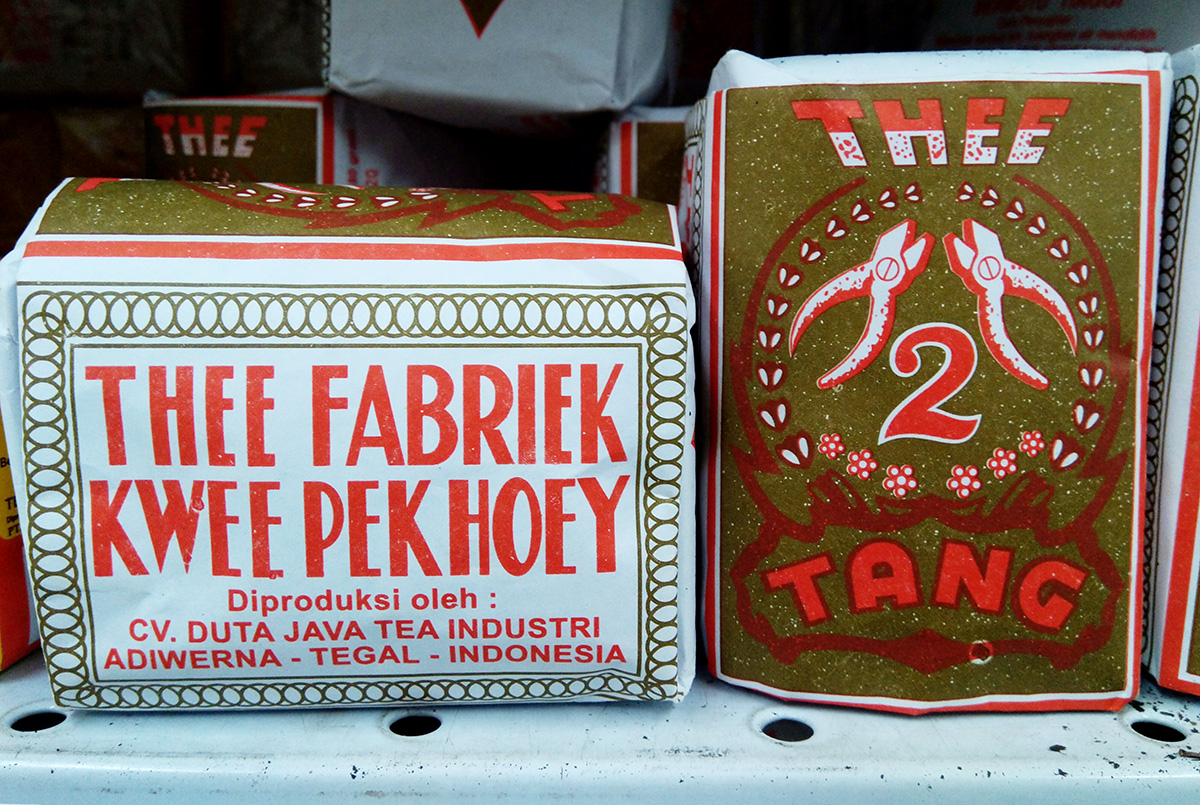 THEE FABRIEK
KWEE PEK HOEY
Diproduksi oleh :
CV. DUTA JAVA TEA INDUSTRI
ADIWERNA - TEGAL - INDONESIA
THEE
2
TANG
THEE